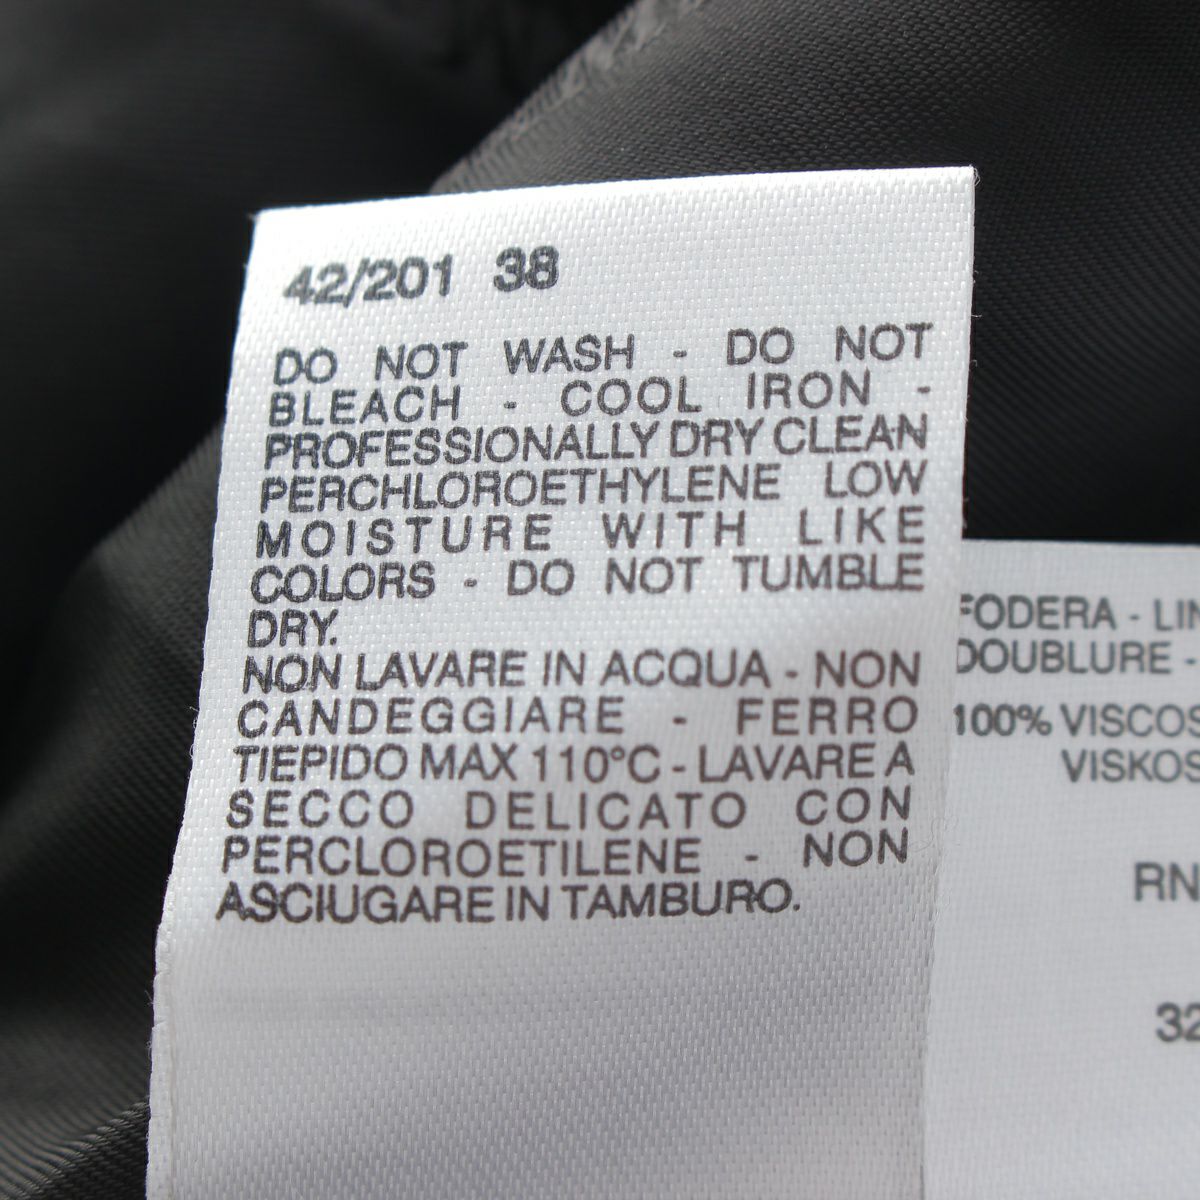 42/201 38
DO NOT WASH - DO NOT
BLEACH - COOL IRON -
PROFESSIONALLY DRY CLEAN
PERCHLOROETHYLENE LOW
MOISTURE WITH LIKE
COLORS - DO NOT TUMBLE
DRY.
NON LAVARE IN ACQUA - NON
CANDEGGIARE - FERRO
TIEPIDO MAX 110°C - LAVARE A
SECCO DELICATO CON
PERCLOROETILENE - NON
ASCIUGARE IN TAMBURO.
FODERA - LIN
DOUBLURE -
100% VISCOS
VISKOS
RN
32